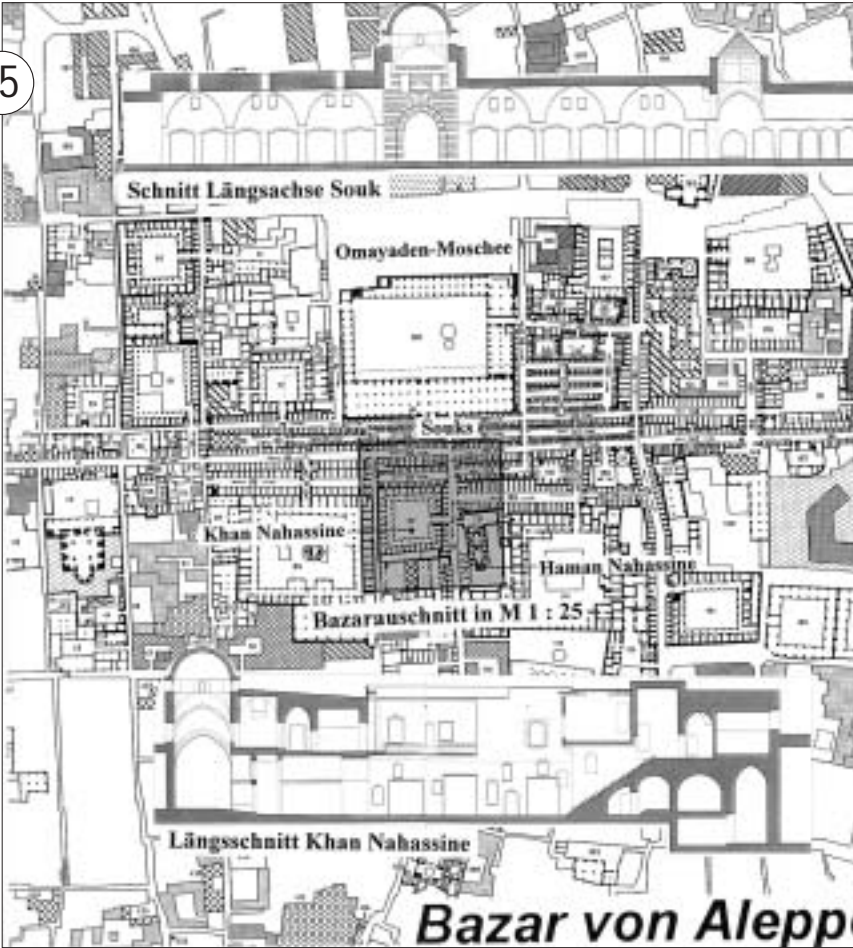 5
Schnitt Längsachse Souk
Omayaden-Moschee
Souks
Khan Nahassine
Haman Nahassine
Bazarauschnitt in M 1 : 25
Längsschnitt Khan Nahassine
Bazar von Alepp